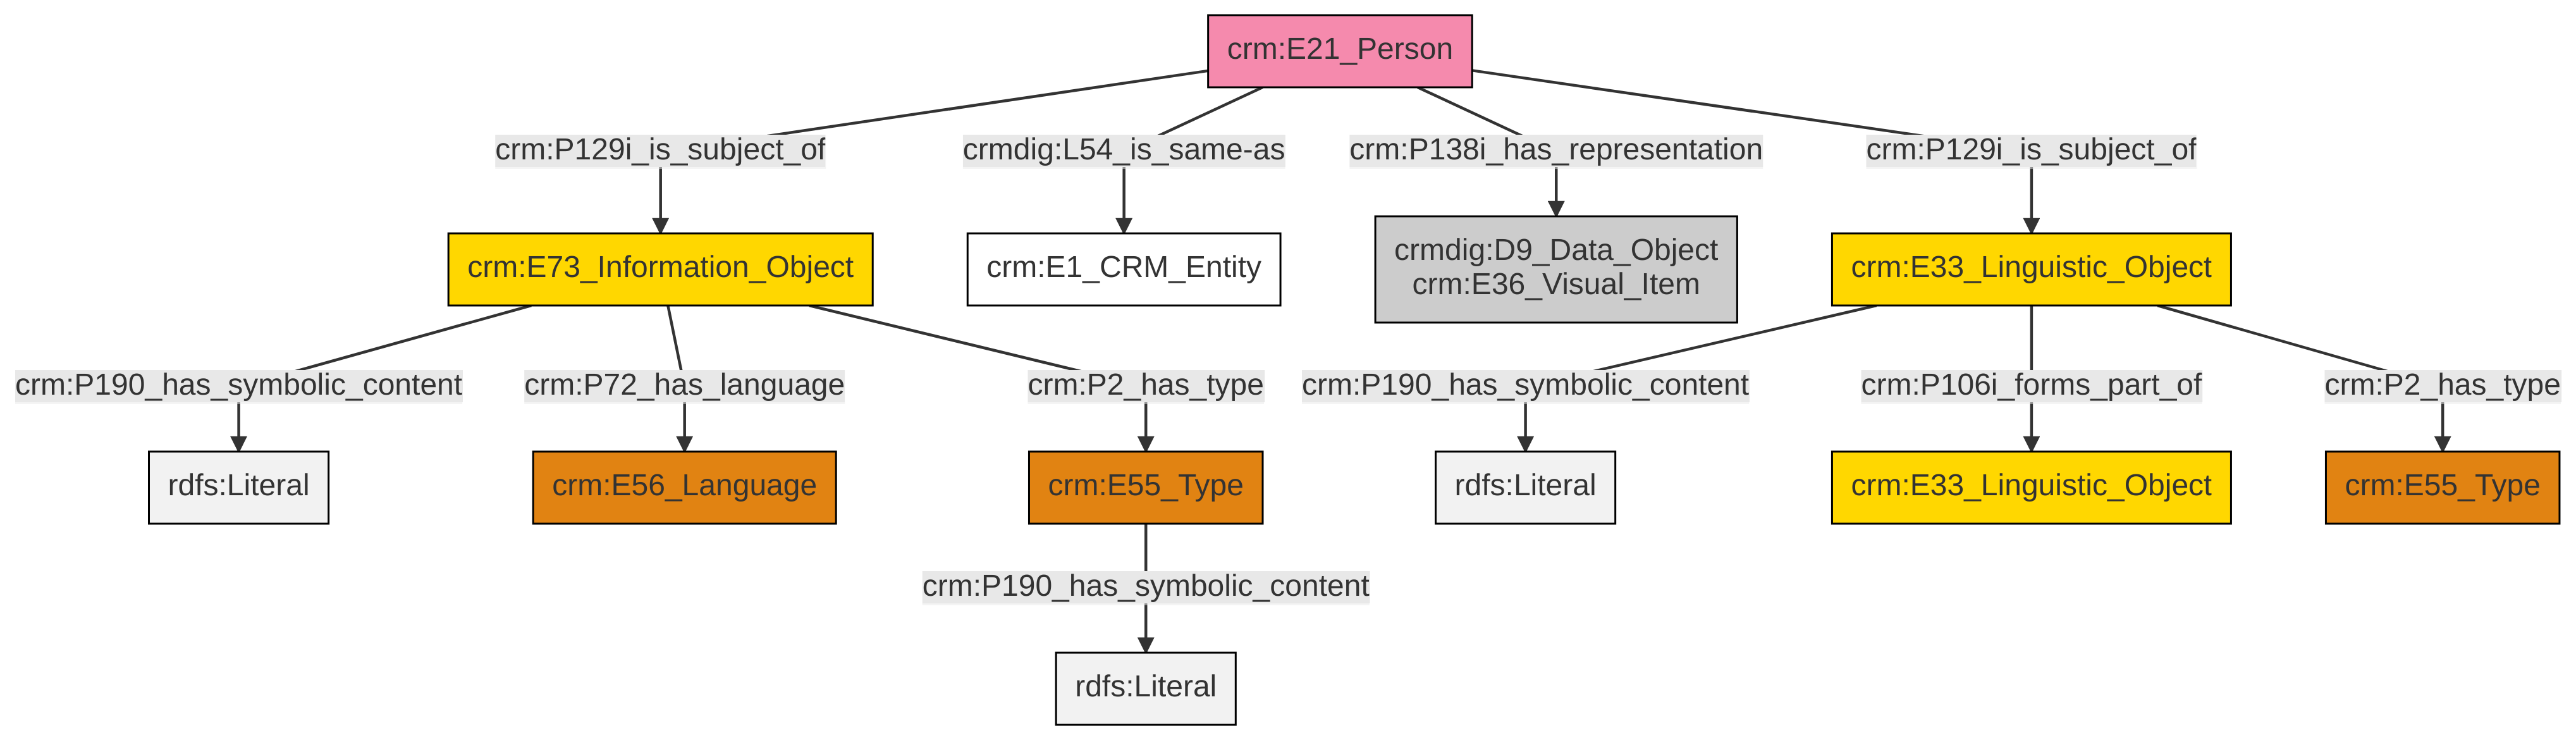 crm:E21_Person
crm:P129i_is_subject_of
crmdig:L54_is_same-as
crm:P138i_has_representation
crm:P129i_is_subject_of
crm:E73_Information_Object
crm:E1_CRM_Entity
crmdig:D9_Data_Object
crm:E36_Visual_Item
crm:E33_Linguistic_Object
crm:P190_has_symbolic_content
crm:P72_has_language
crm:P2_has_type
crm:P190_has_symbolic_content
crm:P106i_forms_part_of
crm:P2_has_type
rdfs:Literal
crm:E56_Language
crm:E55_Type
rdfs:Literal
crm:E33_Linguistic_Object
crm:E55_Type
crm:P190_has_symbolic_content
rdfs:Literal